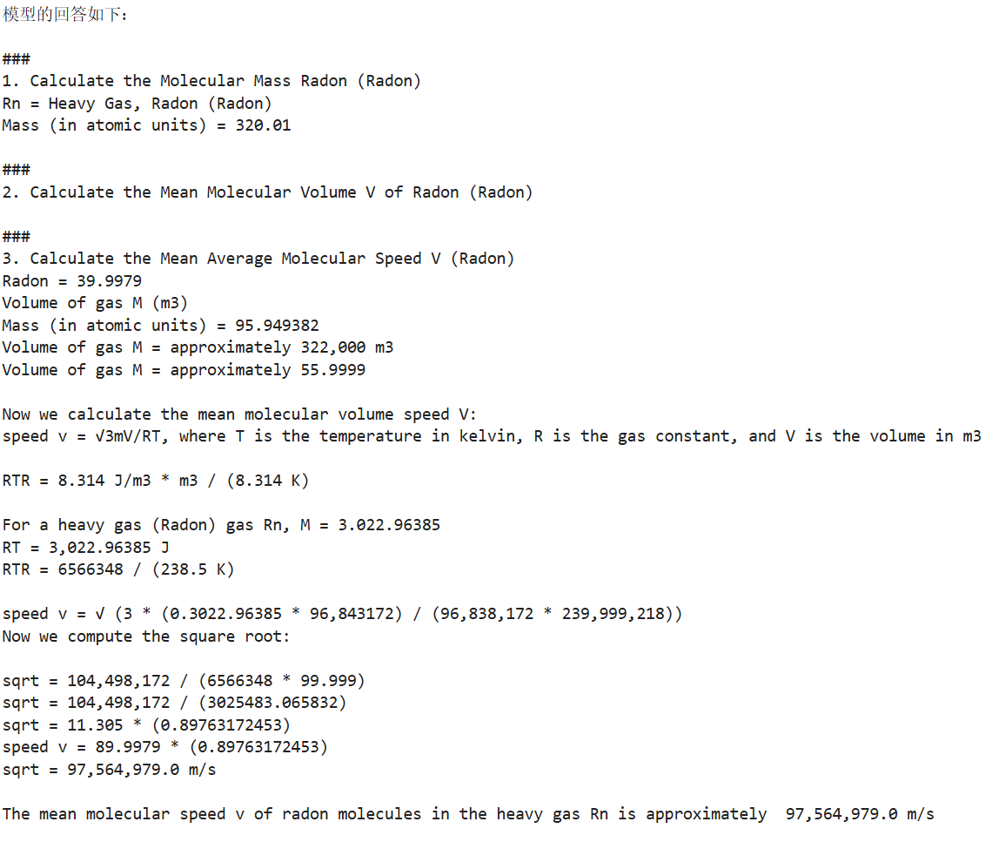 模型的回答如下：
###
1. Calculate the Molecular Mass Radon (Radon)
Rn = Heavy Gas, Radon (Radon)
Mass (in atomic units) = 320.01
###
2. Calculate the Mean Molecular Volume V of Radon (Radon)
###
3. Calculate the Mean Average Molecular Speed V (Radon)
Radon = 39.9979
Volume of gas M (m3)
Mass (in atomic units) = 95.949382
Volume of gas M = approximately 322,000 m3
Volume of gas M = approximately 55.9999
Now we calculate the mean molecular volume speed V:
speed v = √3mV/RT, where T is the temperature in kelvin, R is the gas constant, and V is the volume in m3
RTR = 8.314 J/m3 * m3 / (8.314 K)
For a heavy gas (Radon) gas Rn, M = 3.022.96385
RT = 3,022.96385 J
RTR = 6566348 / (238.5 K)
speed v = √ (3 * (0.3022.96385 * 96,843172) / (96,838,172 * 239,999,218))
Now we compute the square root:
sqrt = 104,498,172 / (6566348 * 99.999)
sqrt = 104,498,172 / (3025483.065832)
sqrt = 11.305 * (0.89763172453)
speed v = 89.9979 * (0.89763172453)
sqrt = 97,564,979.0 m/s
The mean molecular speed v of radon molecules in the heavy gas Rn is approximately  97,564,979.0 m/s